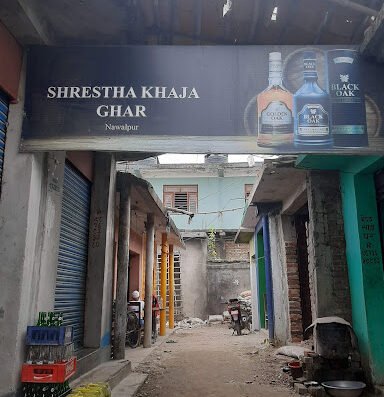 SHRESTHA KHAJA
GHAR
Nawalpur
GOLDEN
OAK
BLACK
OAK
BLACK
OAK